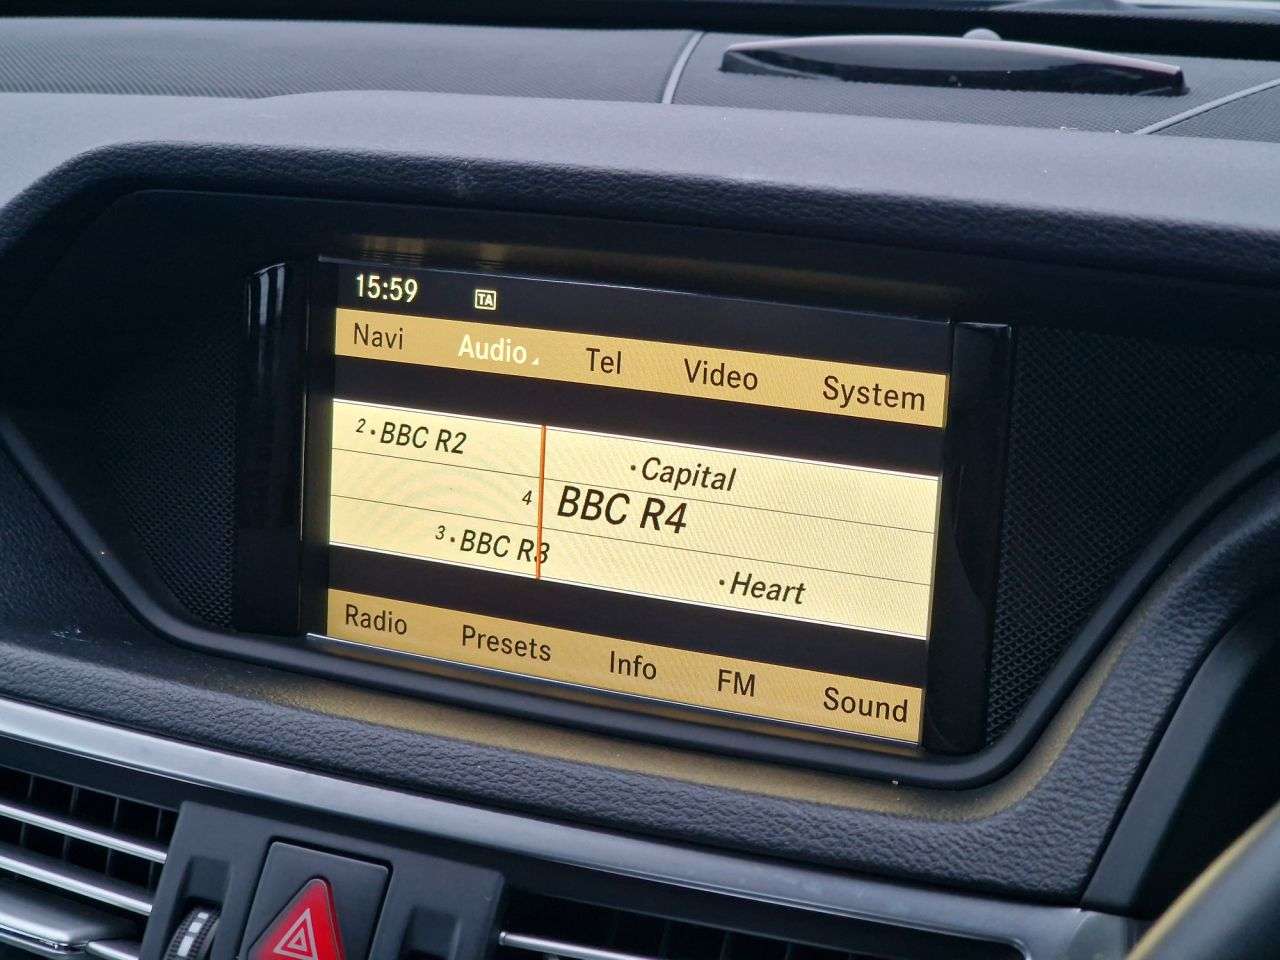 15:59 TA
Navi Audio Tel Video System
2·BBC R2 ·Capital
4 BBC R4
3·BBC R3 ·Heart
Radio Presets Info FM Sound